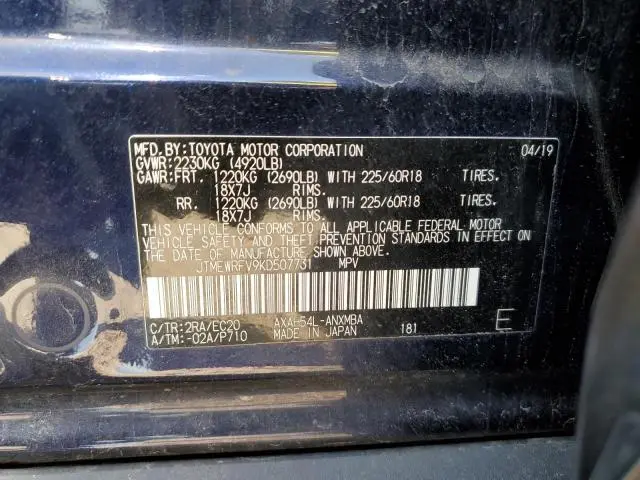 MFD.BY:TOYOTA MOTOR CORPORATION 04/19
GVWR:2230KG (4920LB)
GAWR:FRT. 1220KG (2690LB) WITH 225/60R18 TIRES.
18X7J RIMS.
RR. 1220KG (2690LB) WITH 225/60R18 TIRES.
18X7J RIMS.
THIS VEHICLE CONFORMS TO ALL APPLICABLE FEDERAL MOTOR
VEHICLE SAFETY AND THEFT PREVENTION STANDARDS IN EFFECT ON
THE DATE OF MANUFACTURE SHOWN ABOVE.
JTMEWRFV9KD507731 MPV
C/TR:2RA/EC20 AXAH54L-ANXMBA
A/TM:-02A/P710 MADE IN JAPAN 181 E